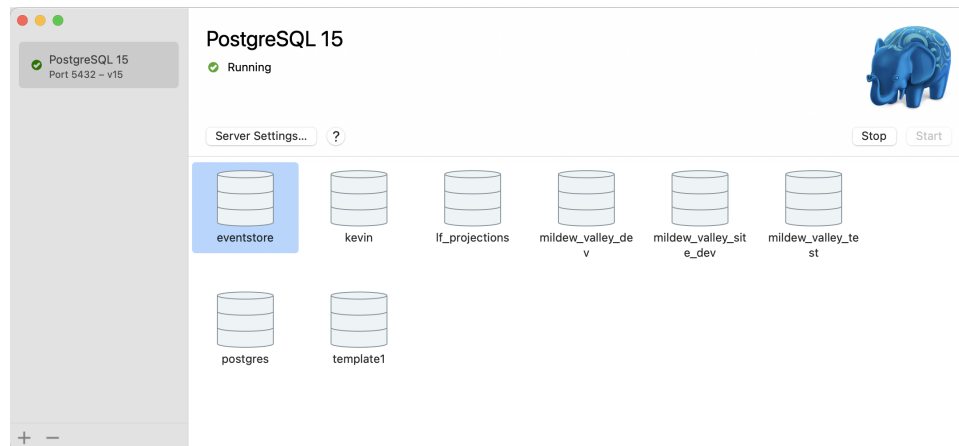 PostgreSQL 15
Port 5432 – v15
PostgreSQL 15
Running
Server Settings...
?
Stop
Start
eventstore
kevin
lf_projections
mildew_valley_de
v
mildew_valley_sit
e_dev
mildew_valley_te
st
postgres
template1